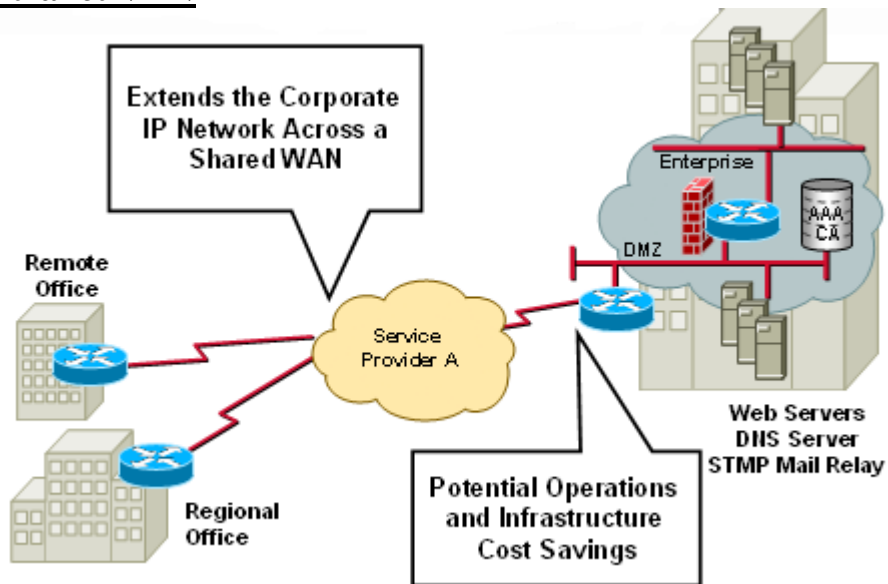 Extends the Corporate
IP Network Across a
Shared WAN
Enterprise
AAA
CA
DMZ
Remote
Office
Service
Provider A
Web Servers
DNS Server
STMP Mail Relay
Regional
Office
Potential Operations
and Infrastructure
Cost Savings